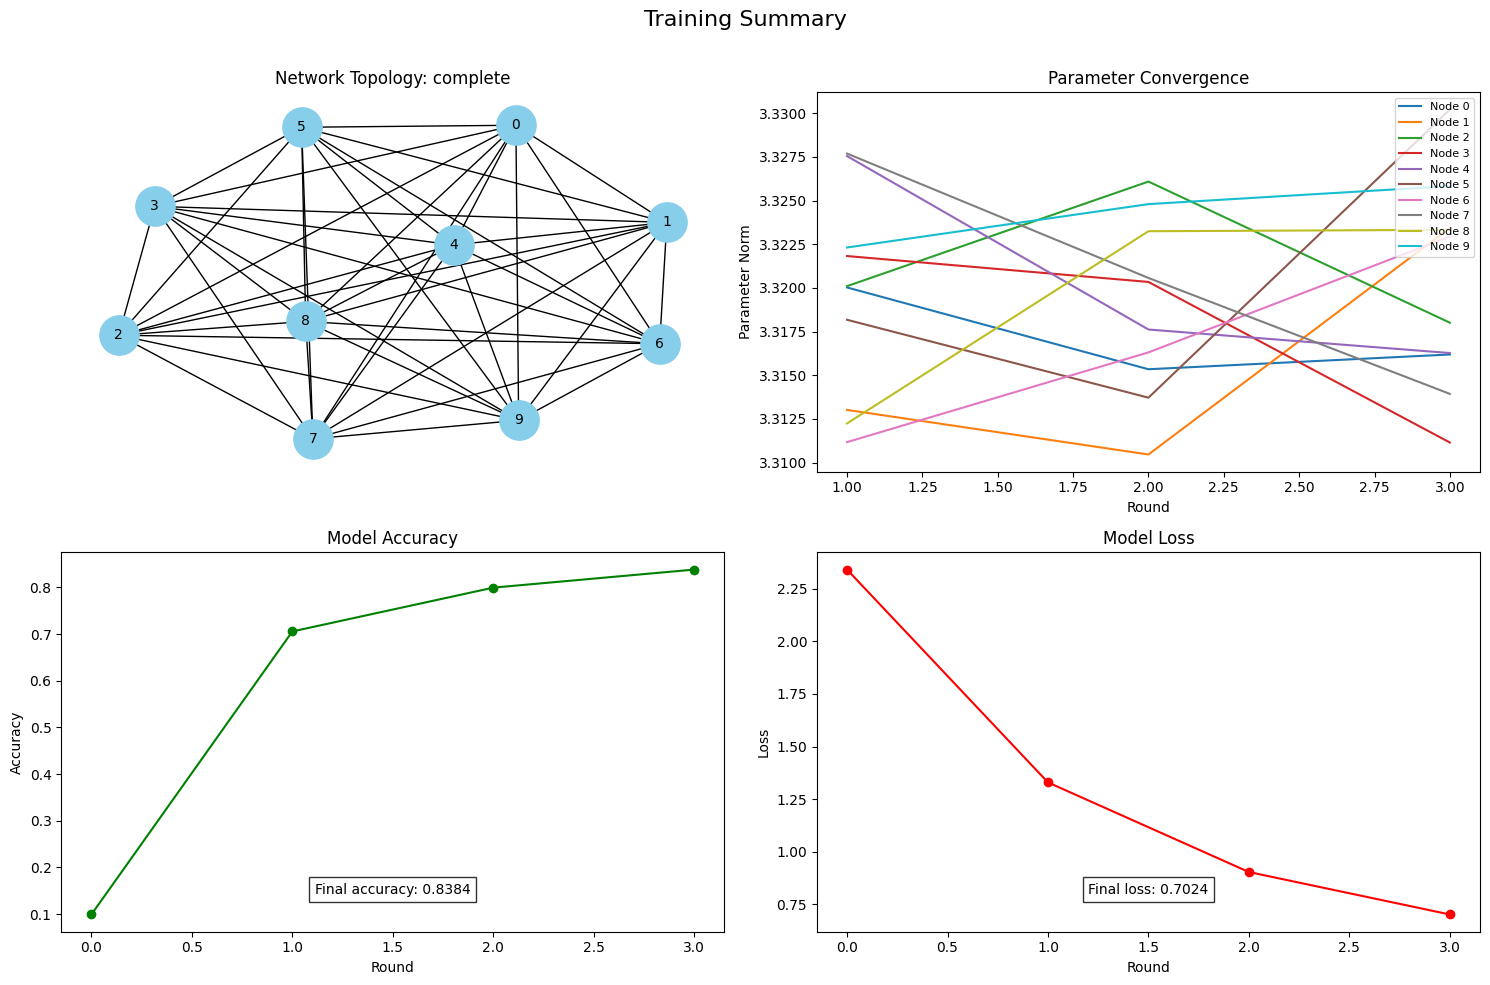 Training Summary
Network Topology: complete
5
0
3
1
4
8
2
6
9
7
Parameter Convergence
Parameter Norm
3.3300
3.3275
3.3250
3.3225
3.3200
3.3175
3.3150
3.3125
3.3100
Node 0
Node 1
Node 2
Node 3
Node 4
Node 5
Node 6
Node 7
Node 8
Node 9
1.00 1.25 1.50 1.75 2.00 2.25 2.50 2.75 3.00
Round
Model Accuracy
Accuracy
0.8
0.7
0.6
0.5
0.4
0.3
0.2
0.1
Final accuracy: 0.8384
0.0 0.5 1.0 1.5 2.0 2.5 3.0
Round
Model Loss
Loss
2.25
2.00
1.75
1.50
1.25
1.00
0.75
Final loss: 0.7024
0.0 0.5 1.0 1.5 2.0 2.5 3.0
Round